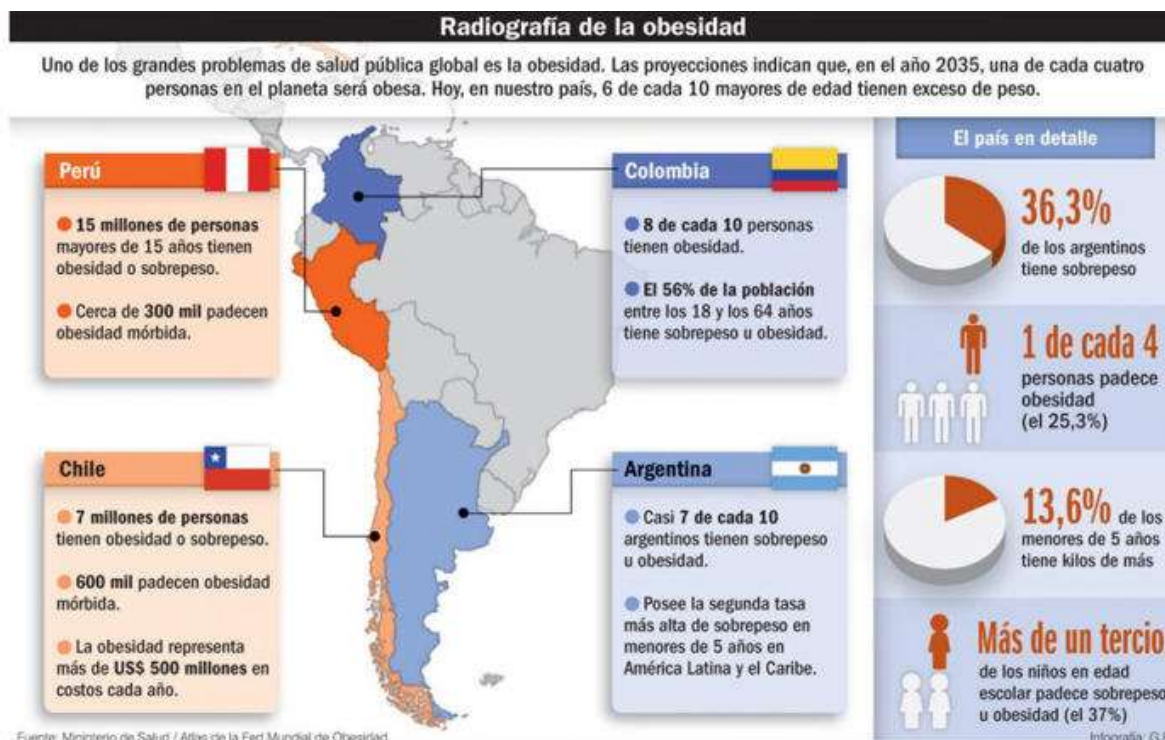 Radiografía de la obesidad
Uno de los grandes problemas de salud pública global es la obesidad. Las proyecciones indican que, en el año 2035, una de cada cuatro
personas en el planeta será obesa. Hoy, en nuestro país, 6 de cada 10 mayores de edad tienen exceso de peso.
Perú
15 millones de personas
mayores de 15 años tienen
obesidad o sobrepeso.
Cerca de 300 mil padecen
obesidad mórbida.
Colombia
8 de cada 10 personas
tienen obesidad.
El 56% de la población
entre los 18 y los 64 años
tiene sobrepeso u obesidad.
Chile
7 millones de personas
tienen obesidad o sobrepeso.
600 mil padecen obesidad
mórbida.
La obesidad representa
más de US$ 500 millones en
costos cada año.
Argentina
Casi 7 de cada 10
argentinos tienen sobrepeso
u obesidad.
Posee la segunda tasa
más alta de sobrepeso en
menores de 5 años en
América Latina y el Caribe.
El país en detalle
36,3%
de los argentinos
tiene sobrepeso
1 de cada 4
personas padece
obesidad
(el 25,3%)
13,6% de los
menores de 5 años
tiene kilos de más
Más de un tercio
de los niños en edad
escolar padece sobrepeso
u obesidad (el 37%)
Fuente: Ministerio de Salud / Atlas de la Fed Mundial de Obesidad
Infografía: